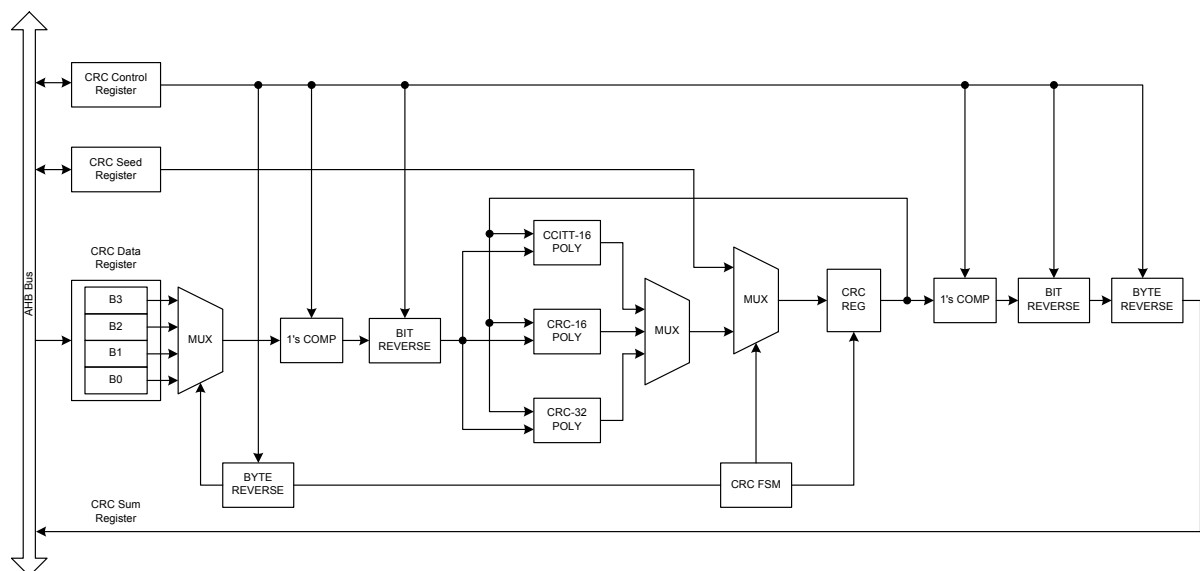 CRC Control
Register
CRC Seed
Register
CRC Data
Register
AHB Bus
B3
B2
B1
B0
MUX
1's COMP
BIT
REVERSE
CCITT-16
POLY
CRC-16
POLY
CRC-32
POLY
MUX
MUX
CRC
REG
1's COMP
BIT
REVERSE
BYTE
REVERSE
BYTE
REVERSE
CRC FSM
CRC Sum
Register